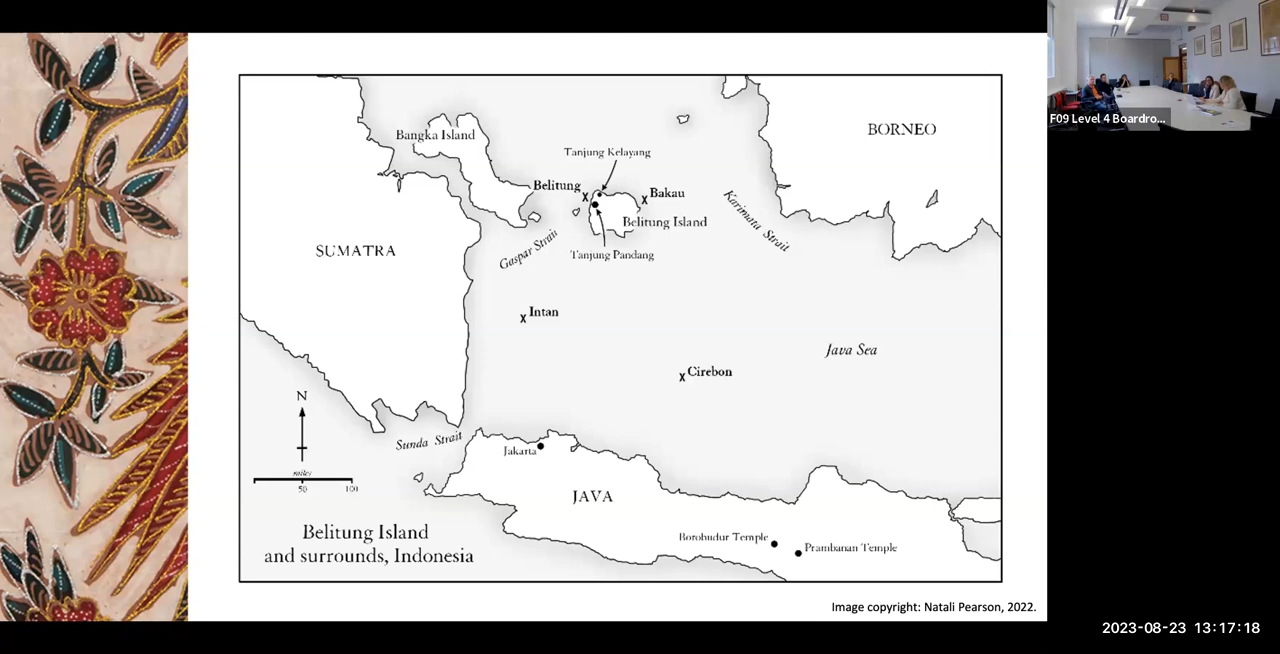 Bangka Island
BORNEO
Tanjung Kelayang
Belitung
Bakau
Belitung Island
Karimata Strait
SUMATRA
Gaspar Strait
Tanjung Pandang
Intan
Java Sea
Cirebon
N
miles
50
100
Sunda Strait
Jakarta
JAVA
Belitung Island
and surrounds, Indonesia
Borobudur Temple
Prambanan Temple
Image copyright: Natali Pearson, 2022.
F09 Level 4 Boardro...
2023-08-23 13:17:18